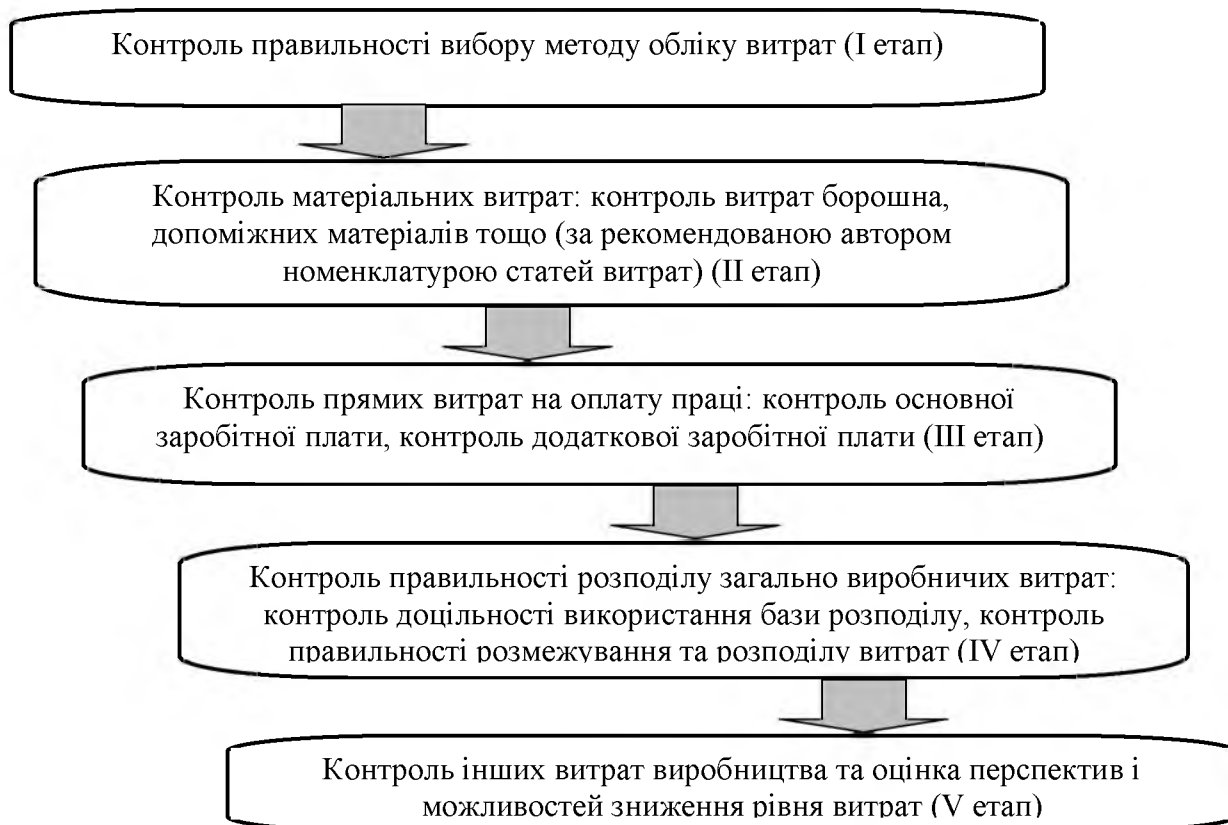 Контроль правильності вибору методу обліку витрат (І етап)
Контроль матеріальних витрат: контроль витрат борошна,
допоміжних матеріалів тощо (за рекомендованою автором
номенклатурою статей витрат) (ІІ етап)
Контроль прямих витрат на оплату праці: контроль основної
заробітної плати, контроль додаткової заробітної плати (ІІІ етап)
Контроль правильності розподілу загально виробничих витрат:
контроль доцільності використання бази розподілу, контроль
правильності розмежування та розподілу витрат (IV етап)
Контроль інших витрат виробництва та оцінка перспектив і
можливостей зниження рівня витрат (V етап)